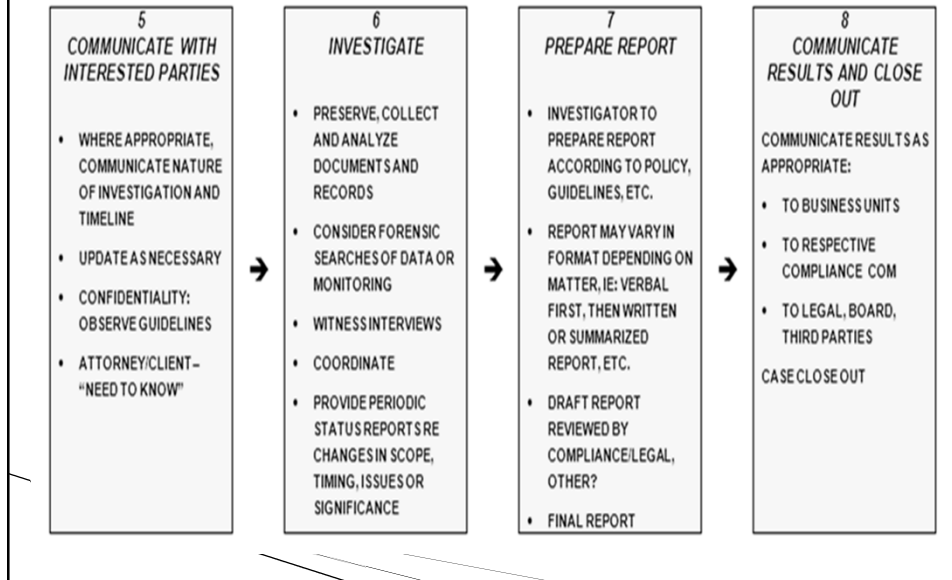 5
COMMUNICATE WITH
INTERESTED PARTIES
• WHERE APPROPRIATE,
COMMUNICATE NATURE
OF INVESTIGATION AND
TIMELINE
• UPDATE AS NECESSARY
• CONFIDENTIALITY:
OBSERVE GUIDELINES
• ATTORNEY/CLIENT –
“NEED TO KNOW”
➔
6
INVESTIGATE
• PRESERVE, COLLECT
AND ANALYZE
DOCUMENTS AND
RECORDS
• CONSIDER FORENSIC
SEARCHES OF DATA OR
MONITORING
• WITNESS INTERVIEWS
• COORDINATE
• PROVIDE PERIODIC
STATUS REPORTS RE
CHANGES IN SCOPE,
TIMING, ISSUES OR
SIGNIFICANCE
➔
7
PREPARE REPORT
• INVESTIGATOR TO
PREPARE REPORT
ACCORDING TO POLICY,
GUIDELINES, ETC.
• REPORT MAY VARY IN
FORMAT DEPENDING ON
MATTER, IE: VERBAL
FIRST, THEN WRITTEN
OR SUMMARIZED
REPORT, ETC.
• DRAFT REPORT
REVIEWED BY
COMPLIANCE/LEGAL,
OTHER?
• FINAL REPORT
➔
8
COMMUNICATE
RESULTS AND CLOSE
OUT
COMMUNICATE RESULTS AS
APPROPRIATE:
• TO BUSINESS UNITS
• TO RESPECTIVE
COMPLIANCE COM
• TO LEGAL, BOARD,
THIRD PARTIES
CASE CLOSE OUT